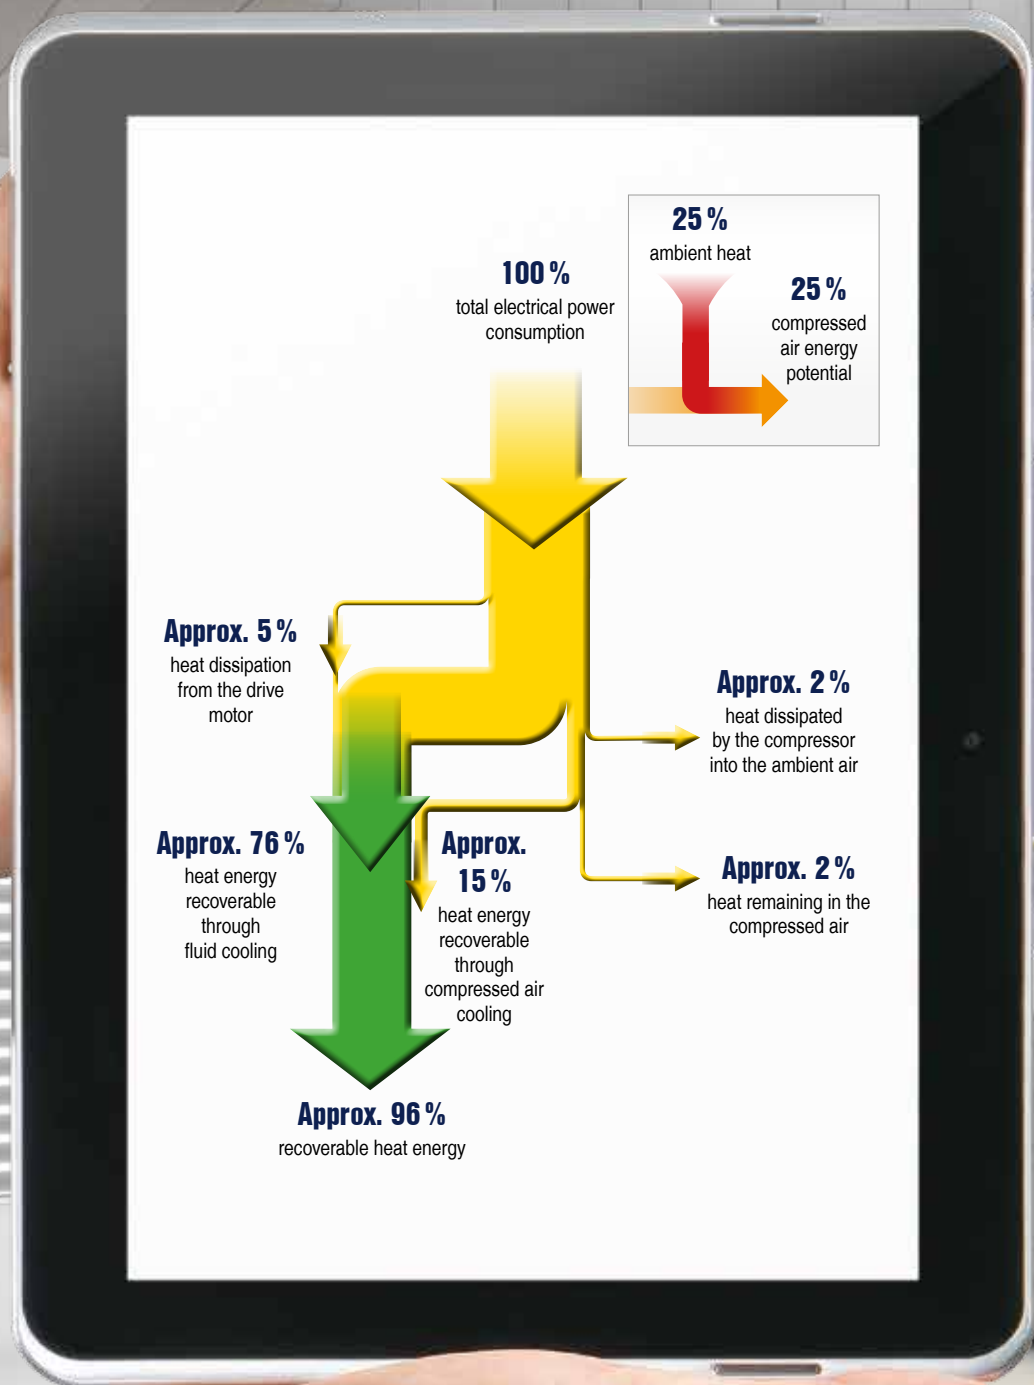 25 %
ambient heat
100 %
total electrical power
consumption
25 %
compressed
air energy
potential
Approx. 5 %
heat dissipation
from the drive
motor
Approx. 2 %
heat dissipated
by the compressor
into the ambient air
Approx. 76 %
heat energy
recoverable
through
fluid cooling
Approx.
15 %
heat energy
recoverable
through
compressed air
cooling
Approx. 2 %
heat remaining in the
compressed air
Approx. 96 %
recoverable heat energy